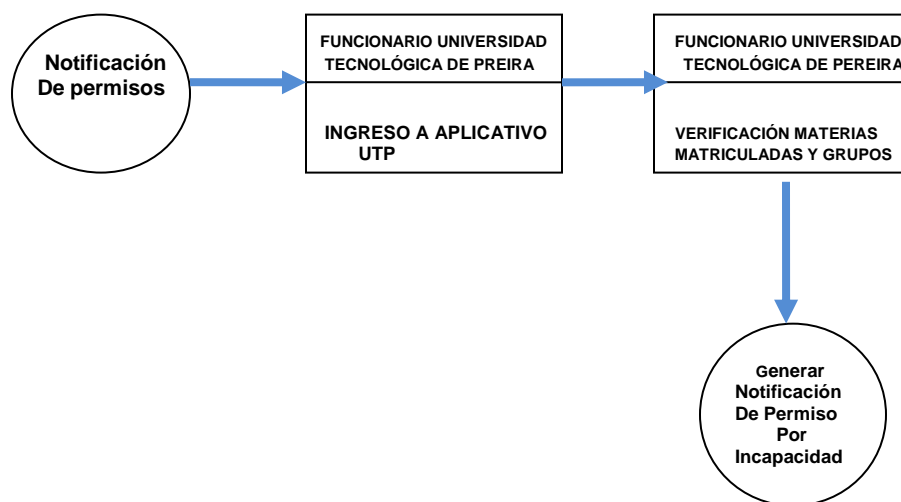 Notificación
De permisos
FUNCIONARIO UNIVERSIDAD
TECNOLÓGICA DE PREIRA
INGRESO A APLICATIVO
UTP
FUNCIONARIO UNIVERSIDAD
TECNOLÓGICA DE PEREIRA
VERIFICACIÓN MATERIAS
MATRICULADAS Y GRUPOS
Generar
Notificación
De Permiso
Por
Incapacidad